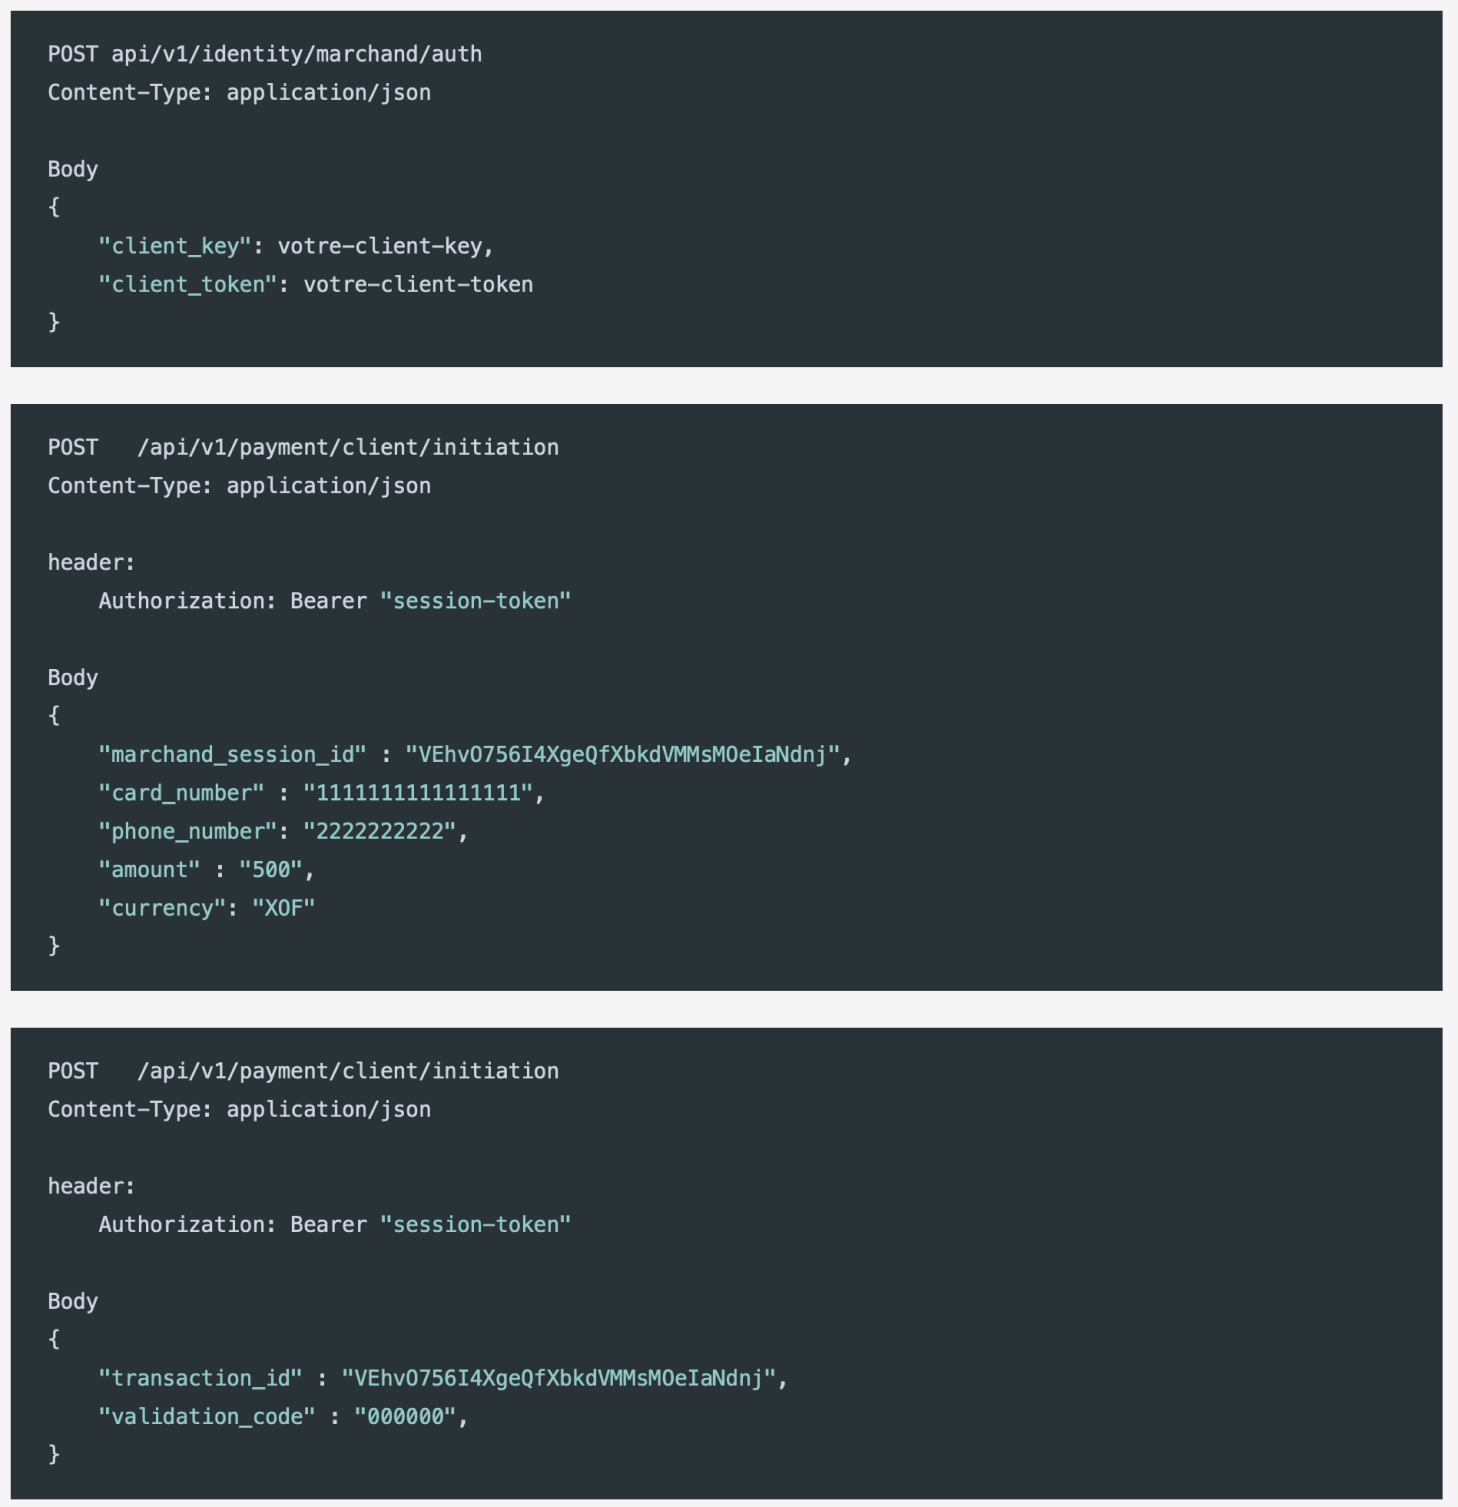 POST api/v1/identity/marchand/auth
Content-Type: application/json
Body
{
"client_key": votre-client-key,
"client_token": votre-client-token
}
POST /api/v1/payment/client/initiation
Content-Type: application/json
header:
Authorization: Bearer "session-token"
Body
{
"marchand_session_id" : "VEhvO756I4XgeQfXbkdVMMsMOeIaNdnj",
"card_number" : "1111111111111111",
"phone_number": "2222222222",
"amount" : "500",
"currency": "XOF"
}
POST /api/v1/payment/client/initiation
Content-Type: application/json
header:
Authorization: Bearer "session-token"
Body
{
"transaction_id" : "VEhvO756I4XgeQfXbkdVMMsMOeIaNdnj",
"validation_code" : "000000",
}